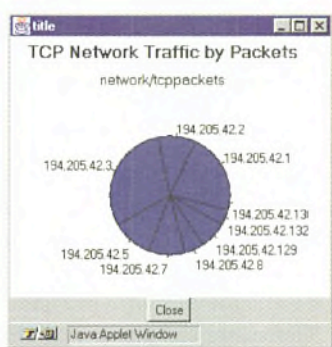 title
TCP Network Traffic by Packets
network/tcppackets
194.205.42.2
194.205.42.1
194.205.42.3
194.205.42.132
194.205.42.129
194.205.42.5
194.205.42.8
194.205.42.7
Close
Java Applet Window